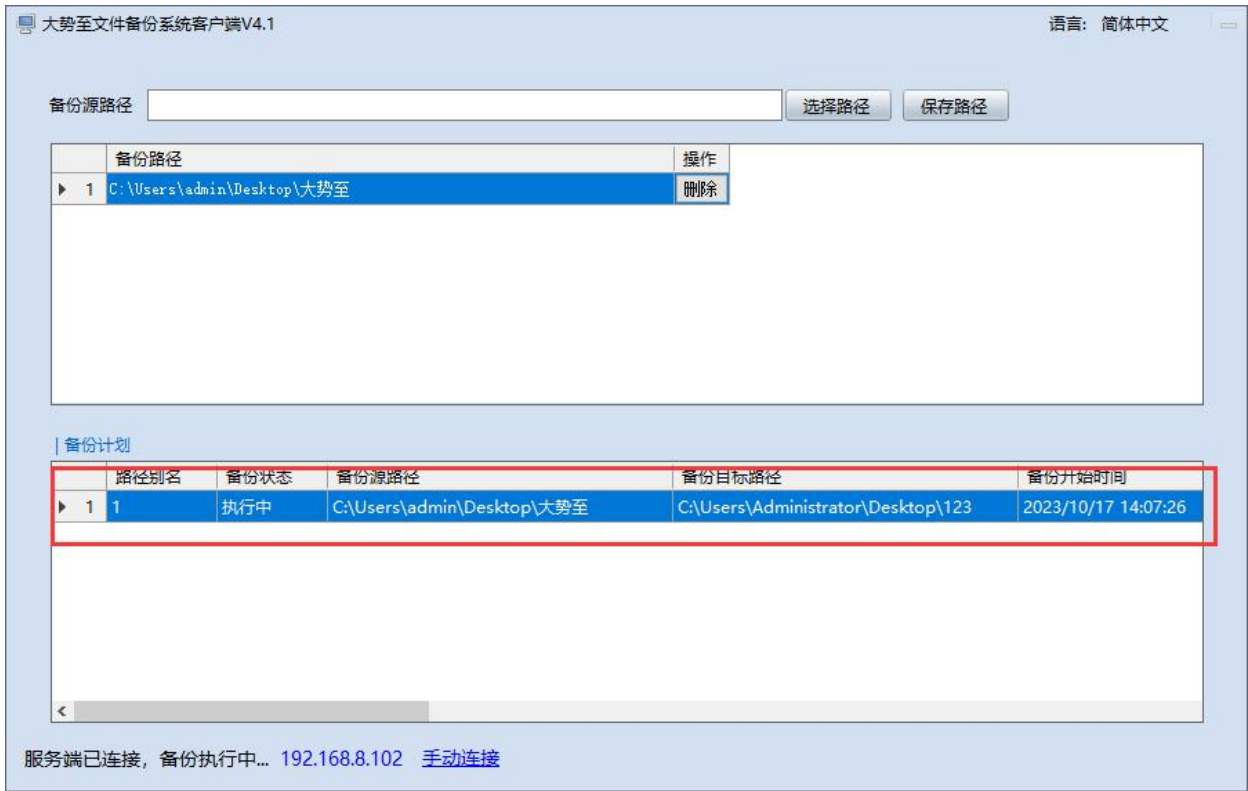 大势至文件备份系统客户端V4.1 语言: 简体中文
备份源路径 选择路径 保存路径
备份路径 操作
1 C:\Users\admin\Desktop\大势至 删除
|备份计划
路径别名 备份状态 备份源路径 备份目标路径 备份开始时间
1 1 执行中 C:\Users\admin\Desktop\大势至 C:\Users\Administrator\Desktop\123 2023/10/17 14:07:26
服务端已连接, 备份执行中... 192.168.8.102 手动连接